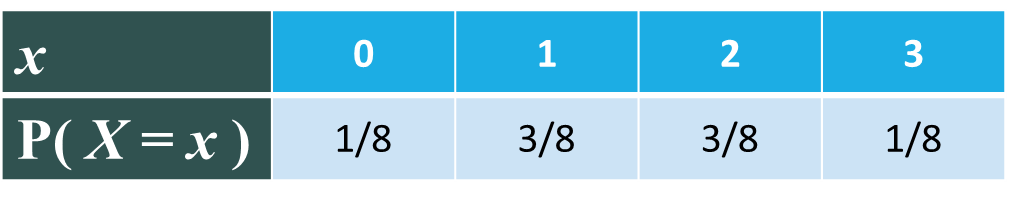 x 0 1 2 3
P( X = x ) 1/8 3/8 3/8 1/8